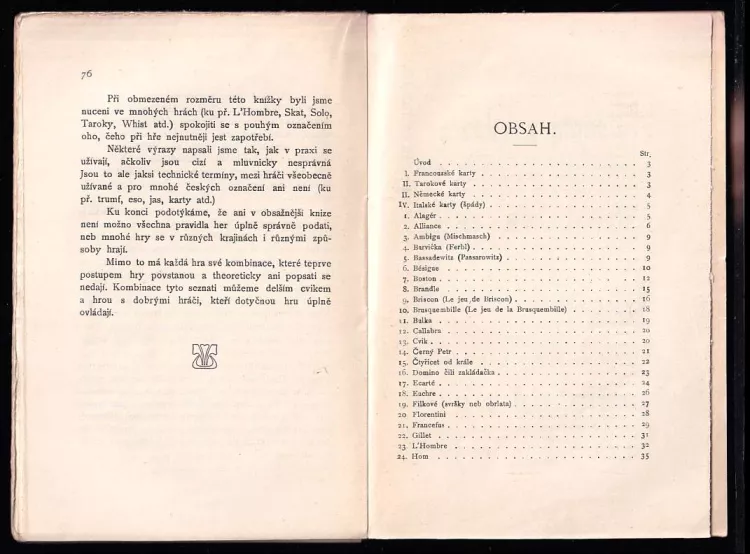 76
Při obmezeném rozměru této knížky byli jsme
nuceni ve mnohých hrách (ku př. L'Hombre, Skat, Solo,
Taroky, Whist atd.) spokojiti se s pouhým označením
oho, čeho při hře nejnutněji jest zapotřebí.
Některé výrazy napsali jsme tak, jak v praxi se
užívají, ačkoliv jsou cizí a mluvnicky nesprávná
Jsou to ale jaksi technické termíny, mezi hráči všeobecně
užívané a pro mnohé českých označení ani není (ku
př. trumf, eso, jas, karty atd.)
Ku konci podotýkáme, že ani v obsažnější knize
není možno všechna pravidla her úplně správně podati,
neb mnohé hry se v různých krajinách i různými způ-
soby hrají.
Mimo to má každá hra své kombinace, které teprve
postupem hry povstanou a theoreticky ani popsati se
nedají. Kombinace tyto seznati můžeme delším cvikem
a hrou s dobrými hráči, kteří dotyčnou hru úplně
ovládají.
OBSAH.
Str.
Úvod . . . . . 3
I. Francouzské karty . . . . . 3
II. Tarokové karty . . . . . 3
II. Německé karty . . . . . 4
IV. Italské karty (špády) . . . . . 5
1. Alagér . . . . . 5
2. Alliance . . . . . 6
3. Ambigu (Mischmasch) . . . . . 9
4. Barvička (Ferbl) . . . . . 9
5. Bassadewitz (Passarowitz) . . . . . 9
6. Bésigue . . . . . 10
7. Boston . . . . . 12
8. Brandle . . . . . 15
9. Briscon (Le jeu de Briscon) . . . . . 16
10. Brusquembille (Le jeu de la Brusquembille) . . . . . 18
11. Bulka . . . . . 19
12. Callabra . . . . . 20
13. Cvik . . . . . 20
14. Černý Petr . . . . . 21
15. Čtyřicet od krále . . . . . 22
16. Domino čili zakládačka . . . . . 23
17. Ecarté . . . . . 24
18. Euchre . . . . . 26
19. Filkové (svršky neb obrlata) . . . . . 27
20 Florentini . . . . . 28
21. Francefus . . . . . 29
22. Gillet . . . . . 31
23. L'Hombre . . . . . 32
24. Hom . . . . . 35